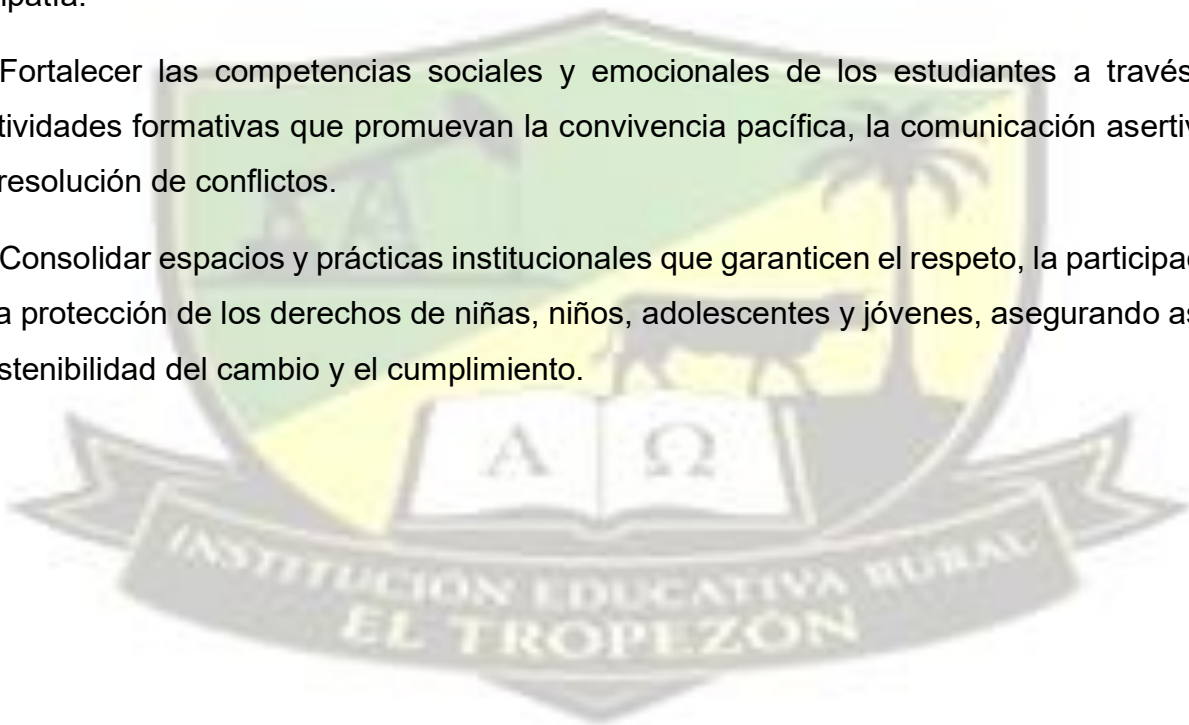 Fortalecer las competencias sociales y emocionales de los estudiantes a través
tividades formativas que promuevan la convivencia pacífica, la comunicación asertiv
resolución de conflictos.
Consolidar espacios y prácticas institucionales que garanticen el respeto, la participa
a protección de los derechos de niñas, niños, adolescentes y jóvenes, asegurando as
stenibilidad del cambio y el cumplimiento.
Α Ω
INSTITUCIÓN EDUCATIVA RURAL
EL TROPEZÓN